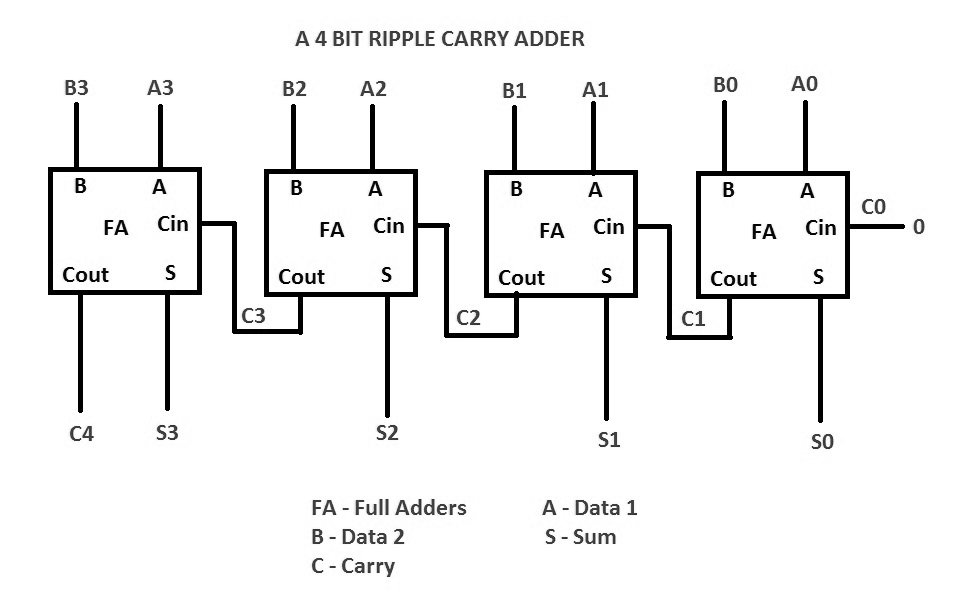 A 4 BIT RIPPLE CARRY ADDER
B3 A3 B2 A2 B1 A1 B0 A0
B A B A B A B A
FA Cin FA Cin FA Cin FA Cin C0 0
Cout S Cout S Cout S Cout S
C3 C2 C1
C4 S3 S2 S1 S0
FA - Full Adders A - Data 1
B - Data 2 S - Sum
C - Carry